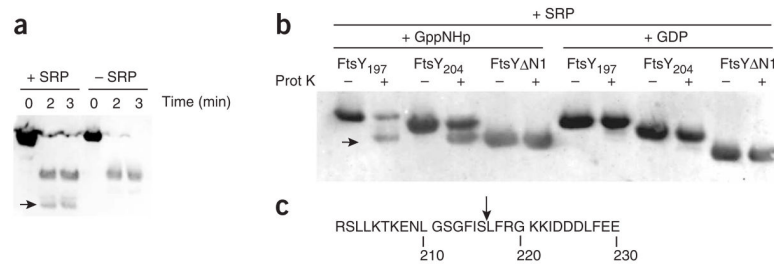 a
+ SRP – SRP
0 2 3 0 2 3 Time (min)
b
+ SRP
+ GppNHp + GDP
FtsY197 FtsY204 FtsYΔN1 FtsY197 FtsY204 FtsYΔN1
Prot K – + – + – + – + – + – +
c
RSLLKTKENL GSGFISLFRG KKIDDDLFEE
210 220 230